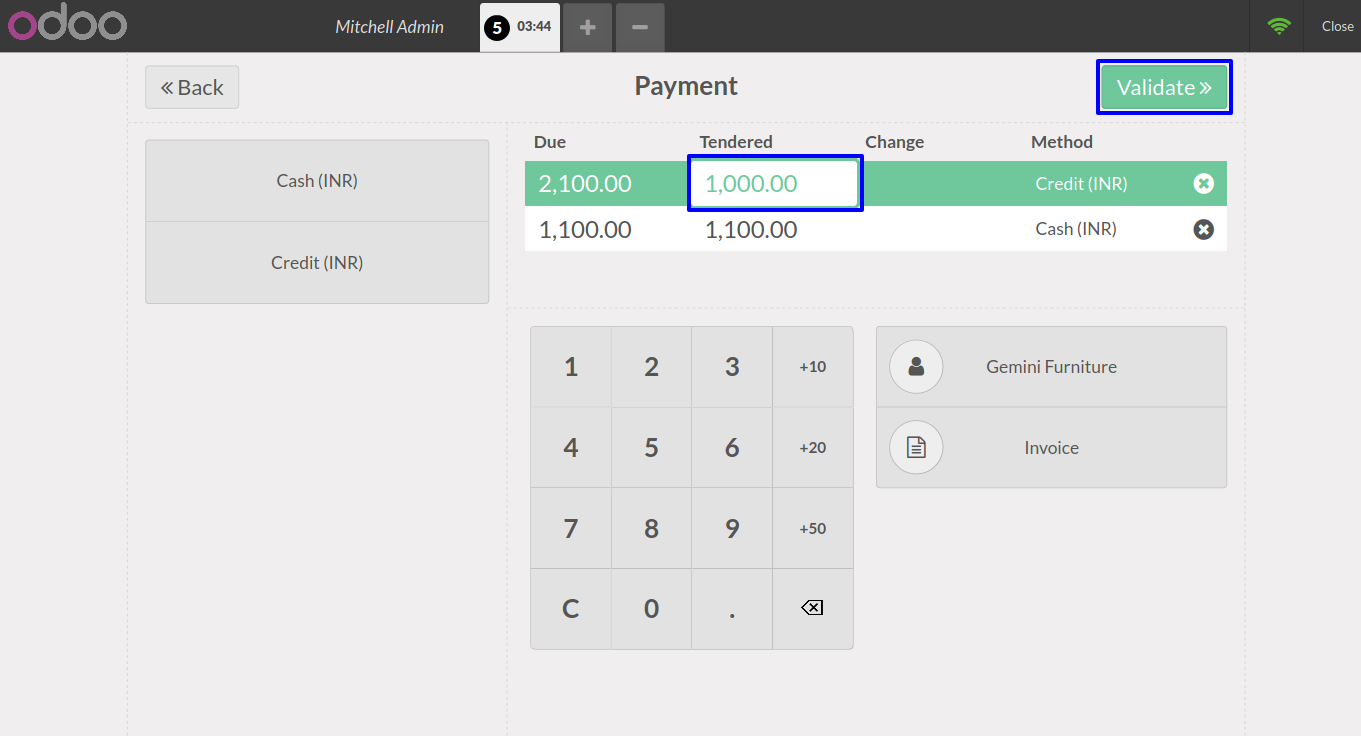 odoo
Mitchell Admin
5 03:44
Close
« Back
Payment
Validate »
Cash (INR)
Credit (INR)
Due Tendered Change Method
2,100.00 1,000.00 Credit (INR)
1,100.00 1,100.00 Cash (INR)
1 2 3 +10
4 5 6 +20
7 8 9 +50
C 0 .
Gemini Furniture
Invoice